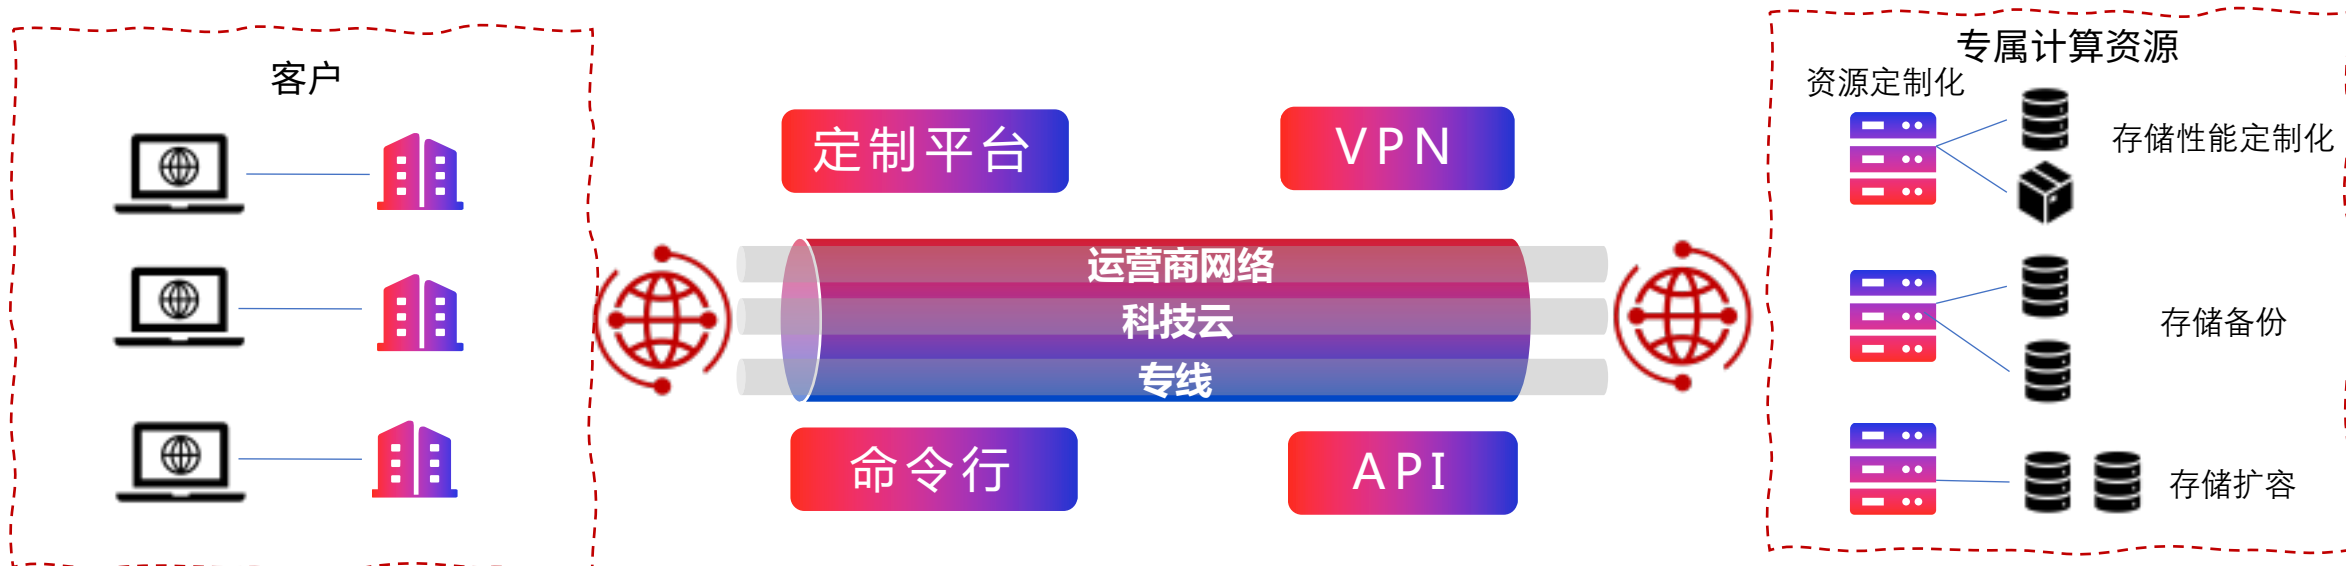 客户
定制平台
VPN
运营商网络
科技云
专线
命令行
API
专属计算资源
资源定制化
存储性能定制化
存储备份
存储扩容